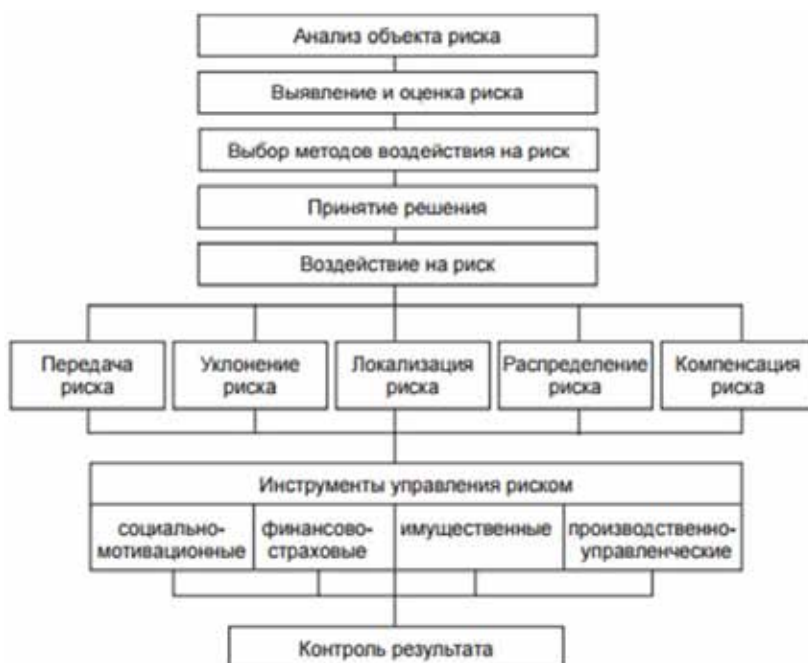 Анализ объекта риска
Выявление и оценка риска
Выбор методов воздействия на риск
Принятие решения
Воздействие на риск
Передача
риска
Уклонение
риска
Локализация
риска
Распределение
риска
Компенсация
риска
Инструменты управления риском
социально-
мотивационные
финансово-
страховые
имущественные
производственно-
управленческие
Контроль результата